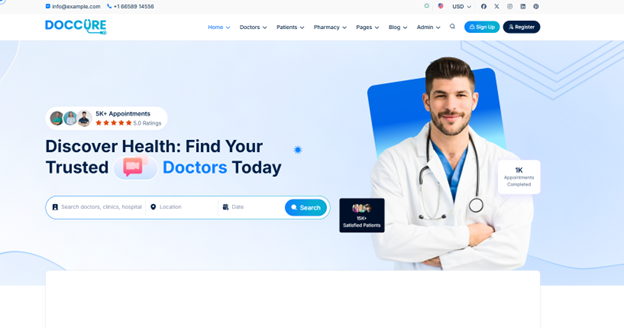 info@example.com +1 66589 14556 USD
DOCCURE Home Doctors Patients Pharmacy Pages Blog Admin Sign Up Register
5K+ Appointments
5.0 Ratings
Discover Health: Find Your
Trusted Doctors Today
Search doctors, clinics, hospital Location Date Search
1K
Appointments
Completed
15K+
Satisfied Patients